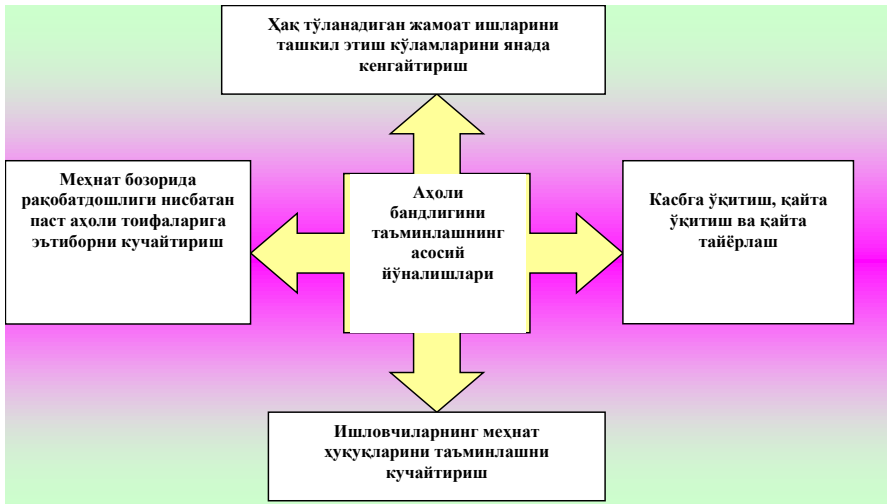 Ҳақ тўланадиган жамоат ишларини
ташкил этиш кўламларини янада
кенгайтириш
Меҳнат бозорида
рақобатдошлиги нисбатан
паст аҳоли тоифаларига
эътиборни кучайтириш
Аҳоли
бандлигини
таъминлашнинг
асосий
йўналишлари
Касбга ўқитиш, қайта
ўқитиш ва қайта
тайёрлаш
Ишловчиларнинг меҳнат
ҳуқуқларини таъминлашни
кучайтириш